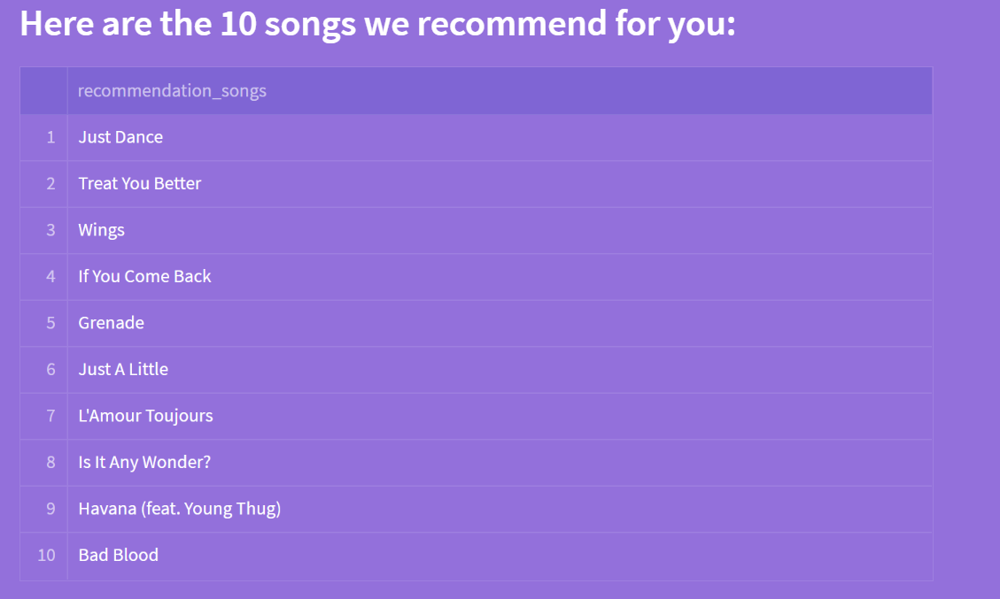 Here are the 10 songs we recommend for you:
recommendation_songs
1 Just Dance
2 Treat You Better
3 Wings
4 If You Come Back
5 Grenade
6 Just A Little
7 L'Amour Toujours
8 Is It Any Wonder?
9 Havana (feat. Young Thug)
10 Bad Blood